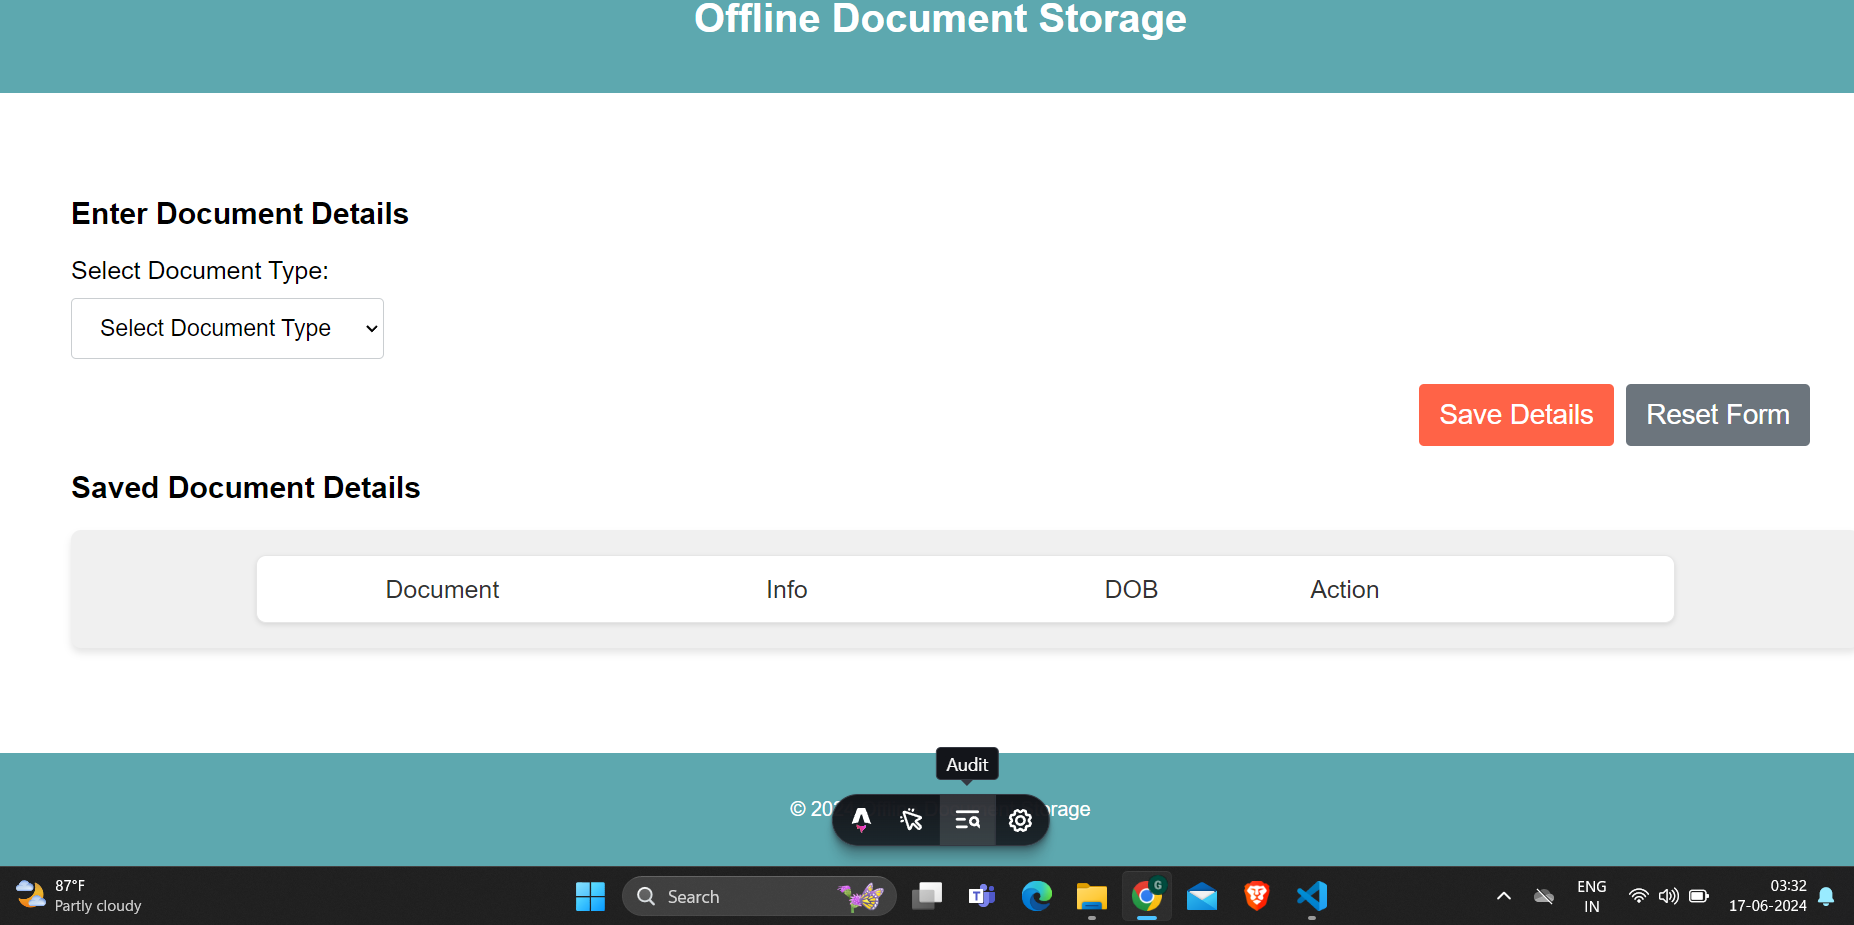 Offline Document Storage
Enter Document Details
Select Document Type:
Select Document Type
Save Details
Reset Form
Saved Document Details
Document Info DOB Action
Audit
© 20
rage
87°F
Partly cloudy
Search
ENG
IN
03:32
17-06-2024